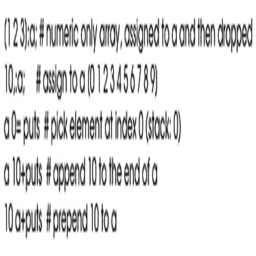 (1 2 3):a; # numeric only array, assigned to a and then dropped
10,:a; # assign to a (0 1 2 3 4 5 6 7 8 9)
a 0= puts # pick element at index 0 (stack: 0)
a 10+puts # append 10 to the end of a
10 a+puts # prepend 10 to a